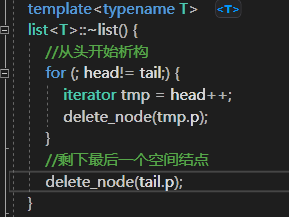 template<typename T> <T>
list<T>::~list() {
//从头开始析构
for (; head!= tail;) {
iterator tmp = head++;
delete_node(tmp.p);
}
//剩下最后一个空间结点
delete_node(tail.p);
}